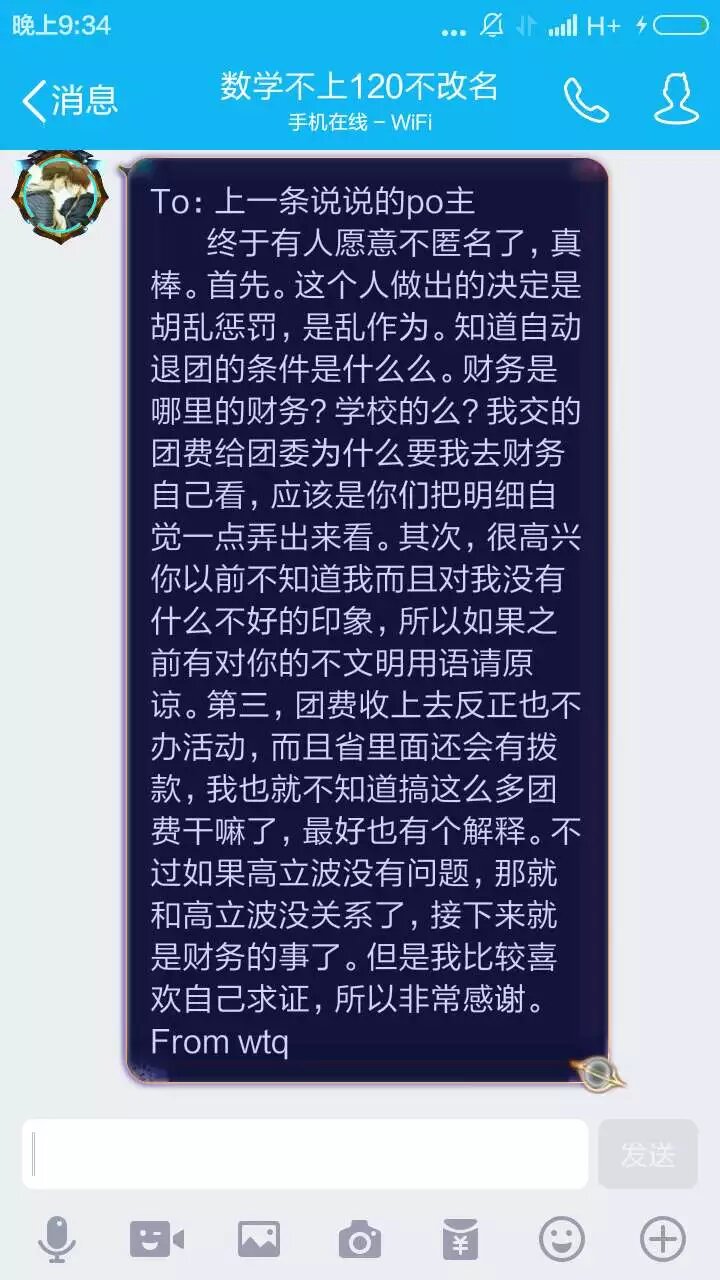 晚上9:34
H+
消息
数学不上120不改名
手机在线 - WiFi
To：上一条说说的po主
终于有人愿意不匿名了，真
棒。首先。这个人做出的决定是
胡乱惩罚，是乱作为。知道自动
退团的条件是什么么。财务是
哪里的财务？学校的么？我交的
团费给团委为什么要我去财务
自己看，应该是你们把明细自
觉一点弄出来看。其次，很高兴
你以前不知道我而且对我没有
什么不好的印象，所以如果之
前有对你的不文明用语请原
谅。第三，团费收上去反正也不
办活动，而且省里面还会有拨
款，我也就不知道搞这么多团
费干嘛了，最好也有个解释。不
过如果高立波没有问题，那就
和高立波没关系了，接下来就
是财务的事了。但是我比较喜
欢自己求证，所以非常感谢。
From wtq
发送